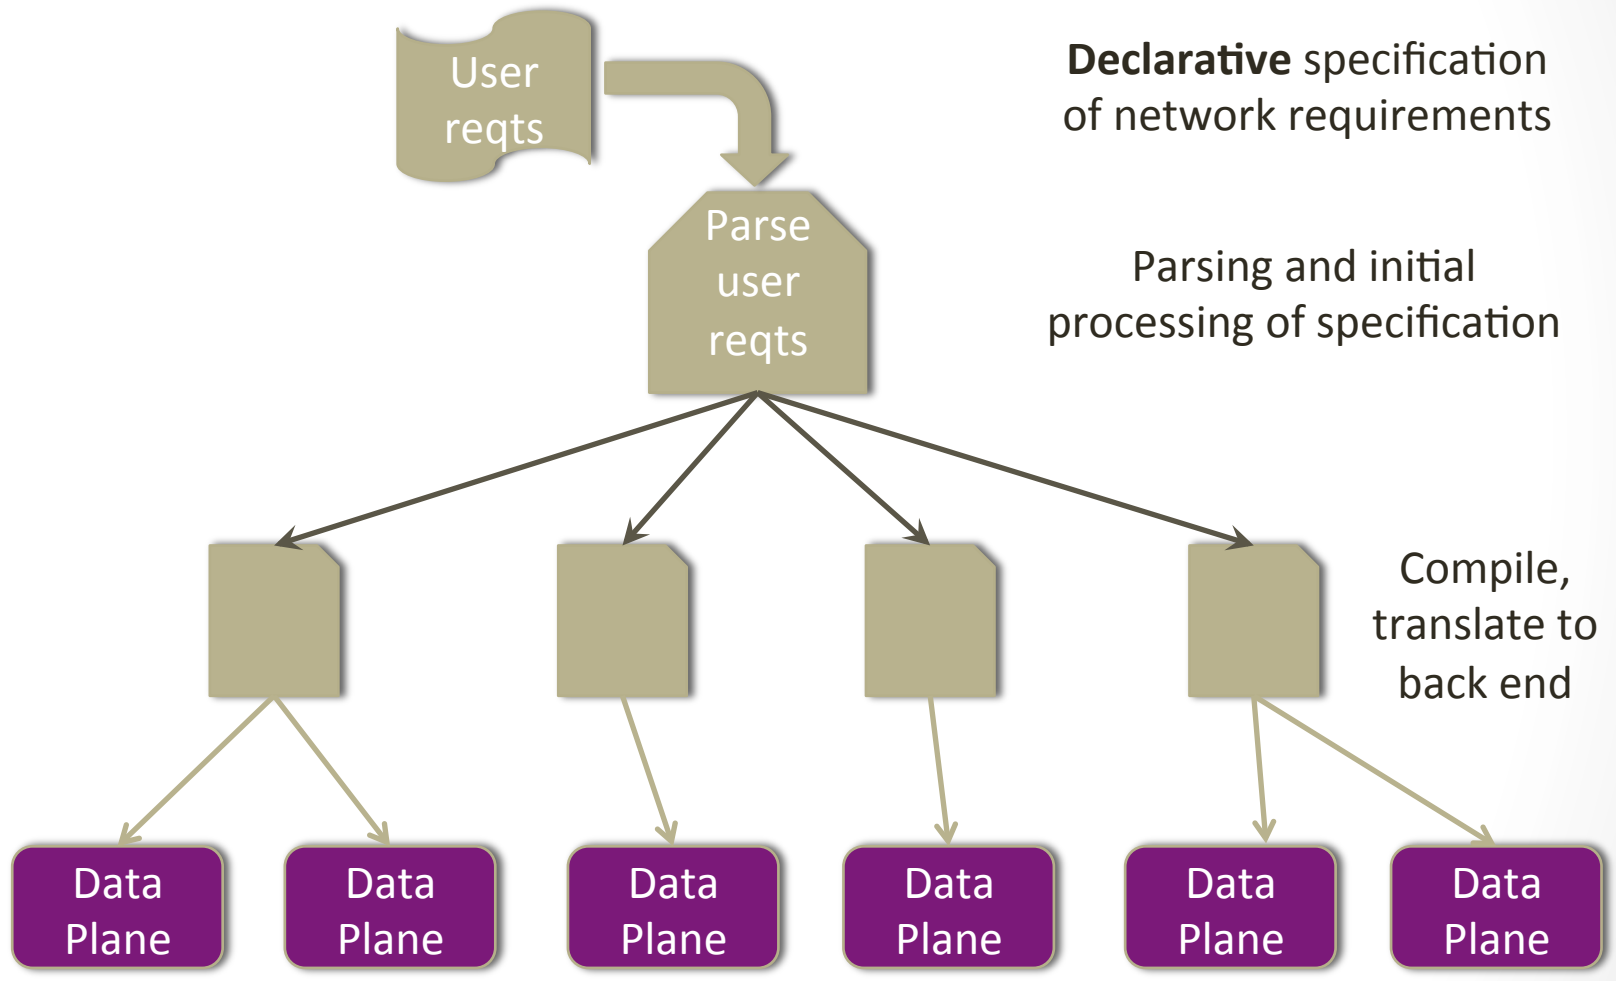 User
reqts
Declarative specification
of network requirements
Parse
user
reqts
Parsing and initial
processing of specification
Compile,
translate to
back end
Data
Plane
Data
Plane
Data
Plane
Data
Plane
Data
Plane
Data
Plane